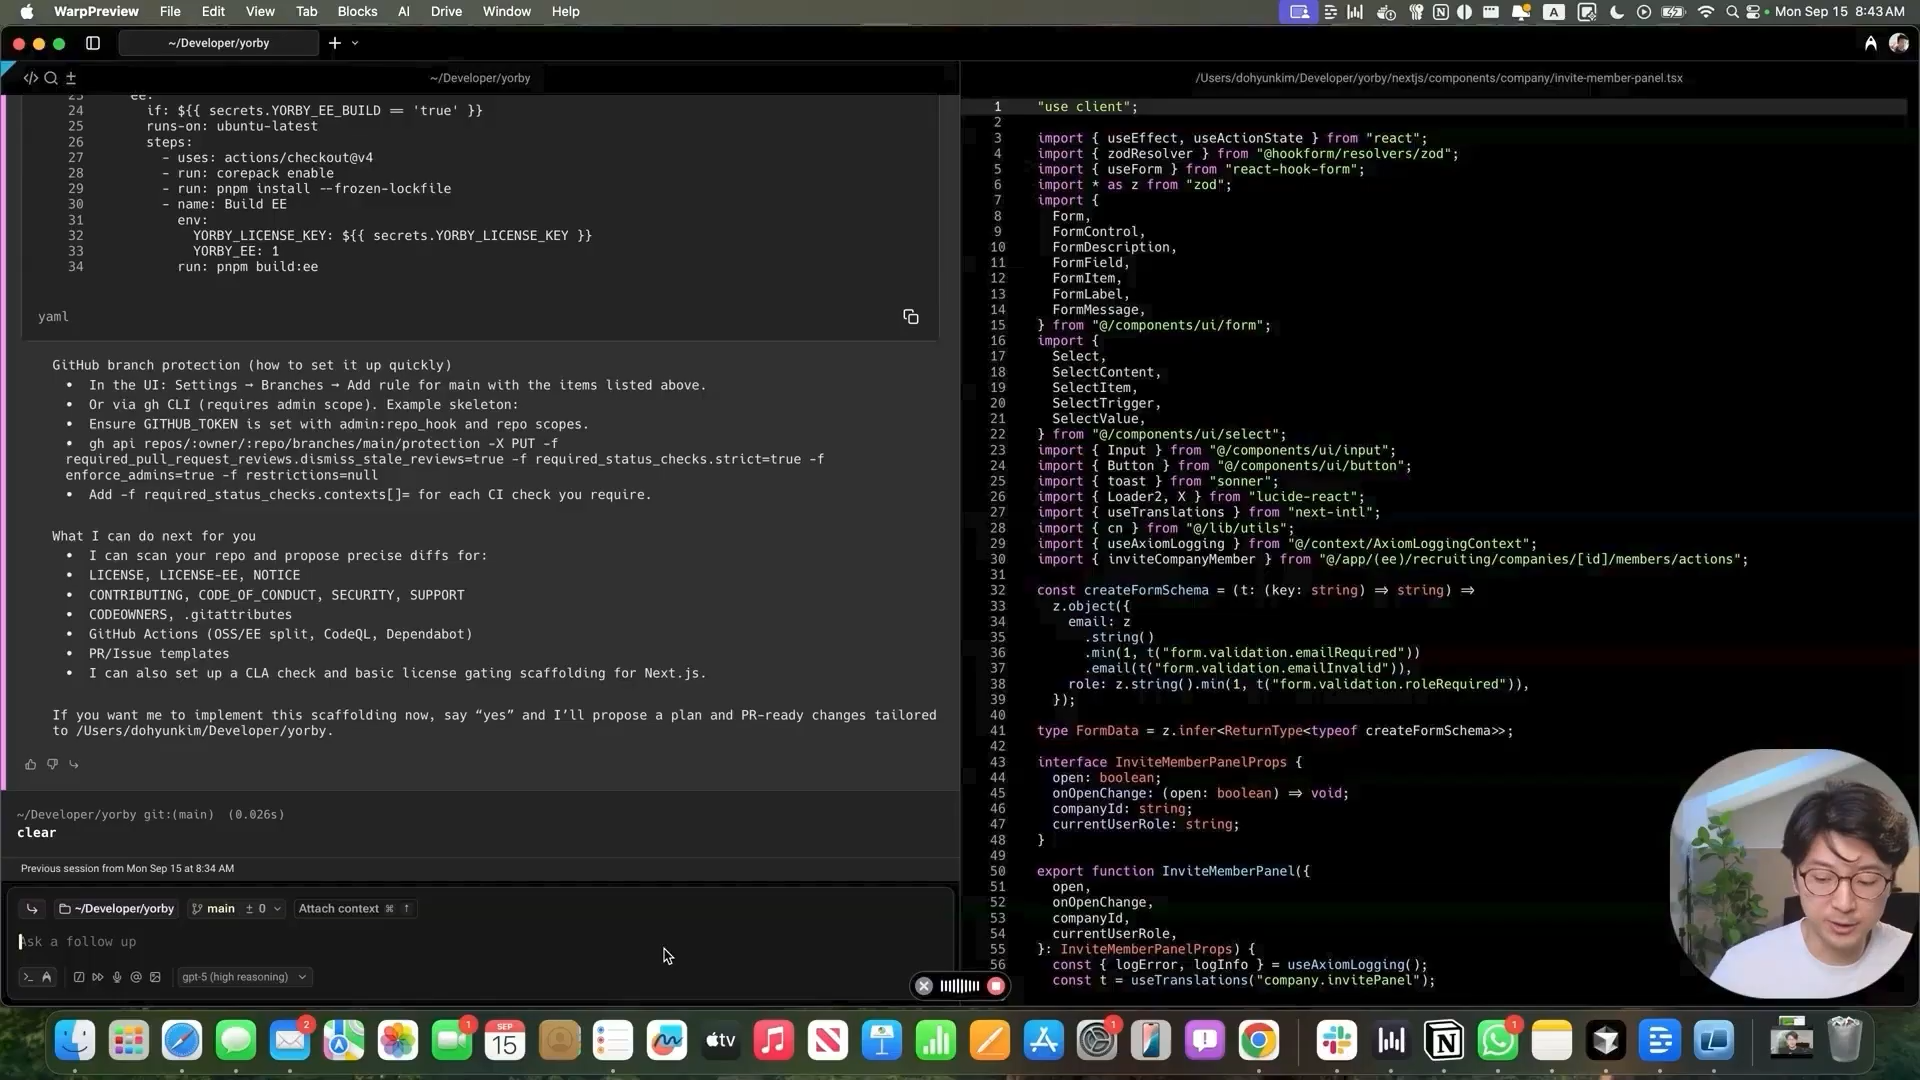 WarpPreview File Edit View Tab Blocks AI Drive Window Help
Mon Sep 15 8:43 AM
~/Developer/yorby
~/Developer/yorby
23 ee:
24 if: ${{ secrets.YORBY_EE_BUILD == 'true' }}
25 runs-on: ubuntu-latest
26 steps:
27 - uses: actions/checkout@v4
28 - run: corepack enable
29 - run: pnpm install --frozen-lockfile
30 - name: Build EE
31 env:
32 YORBY_LICENSE_KEY: ${{ secrets.YORBY_LICENSE_KEY }}
33 YORBY_EE: 1
34 run: pnpm build:ee
yaml
GitHub branch protection (how to set it up quickly)
• In the UI: Settings → Branches → Add rule for main with the items listed above.
• Or via gh CLI (requires admin scope). Example skeleton:
• Ensure GITHUB_TOKEN is set with admin:repo_hook and repo scopes.
• gh api repos/:owner/:repo/branches/main/protection -X PUT -f
required_pull_request_reviews.dismiss_stale_reviews=true -f required_status_checks.strict=true -f
enforce_admins=true -f restrictions=null
• Add -f required_status_checks.contexts[]= for each CI check you require.
What I can do next for you
• I can scan your repo and propose precise diffs for:
• LICENSE, LICENSE-EE, NOTICE
• CONTRIBUTING, CODE_OF_CONDUCT, SECURITY, SUPPORT
• CODEOWNERS, .gitattributes
• GitHub Actions (OSS/EE split, CodeQL, Dependabot)
• PR/Issue templates
• I can also set up a CLA check and basic license gating scaffolding for Next.js.
If you want me to implement this scaffolding now, say “yes” and I’ll propose a plan and PR-ready changes tailored
to /Users/dohyunkim/Developer/yorby.
~/Developer/yorby git:(main) (0.026s)
clear
Previous session from Mon Sep 15 at 8:34 AM
~/Developer/yorby main ± 0 Attach context ⌘ ↑
Ask a follow up
gpt-5 (high reasoning)
/Users/dohyunkim/Developer/yorby/nextjs/components/company/invite-member-panel.tsx
1 "use client";
2
3 import { useEffect, useActionState } from "react";
4 import { zodResolver } from "@hookform/resolvers/zod";
5 import { useForm } from "react-hook-form";
6 import * as z from "zod";
7 import {
8 Form,
9 FormControl,
10 FormDescription,
11 FormField,
12 FormItem,
13 FormLabel,
14 FormMessage,
15 } from "@/components/ui/form";
16 import {
17 Select,
18 SelectContent,
19 SelectItem,
20 SelectTrigger,
21 SelectValue,
22 } from "@/components/ui/select";
23 import { Input } from "@/components/ui/input";
24 import { Button } from "@/components/ui/button";
25 import { toast } from "sonner";
26 import { Loader2, X } from "lucide-react";
27 import { useTranslations } from "next-intl";
28 import { cn } from "@/lib/utils";
29 import { useAxiomLogging } from "@/context/AxiomLoggingContext";
30 import { inviteCompanyMember } from "@/app/(ee)/recruiting/companies/[id]/members/actions";
31
32 const createFormSchema = (t: (key: string) => string) =>
33 z.object({
34 email: z
35 .string()
36 .min(1, t("form.validation.emailRequired"))
37 .email(t("form.validation.emailInvalid")),
38 role: z.string().min(1, t("form.validation.roleRequired")),
39 });
40
41 type FormData = z.infer<ReturnType<typeof createFormSchema>>;
42
43 interface InviteMemberPanelProps {
44 open: boolean;
45 onOpenChange: (open: boolean) => void;
46 companyId: string;
47 currentUserRole: string;
48 }
49
50 export function InviteMemberPanel({
51 open,
52 onOpenChange,
53 companyId,
54 currentUserRole,
55 }: InviteMemberPanelProps) {
56 const { logError, logInfo } = useAxiomLogging();
const t = useTranslations("company.invitePanel");
2
1
SEP
15
tv
1
1